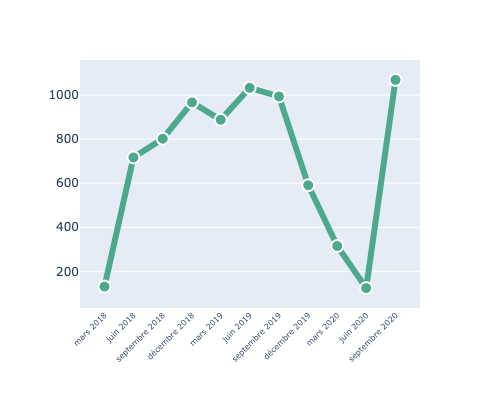 1000
800
600
400
200
mars 2018
juin 2018
septembre 2018
décembre 2018
mars 2019
juin 2019
septembre 2019
décembre 2019
mars 2020
juin 2020
septembre 2020